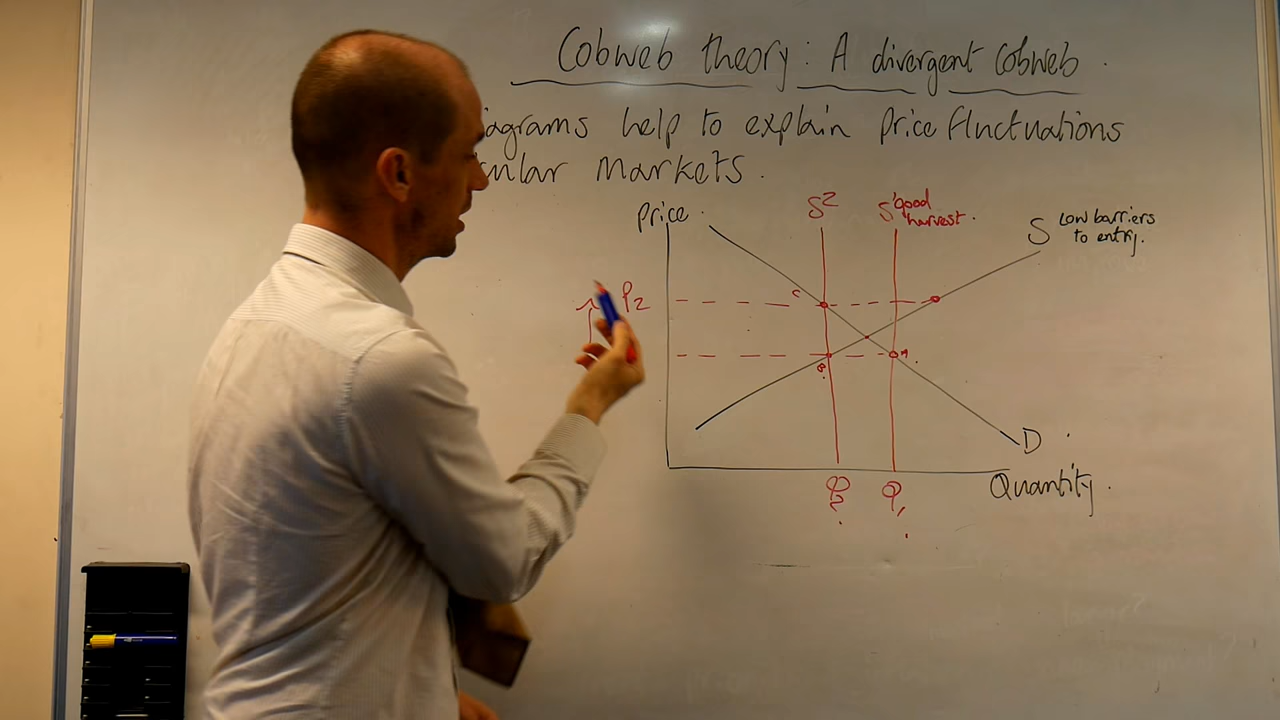 Cobweb theory: A divergent Cobweb.
agrams help to explain Price Fluctuations
ular Markets.
Price
S2
S1 good
harvest.
S
Low barriers
to entry.
P2
C
A
B
D
Q2
Q1
Quantity.